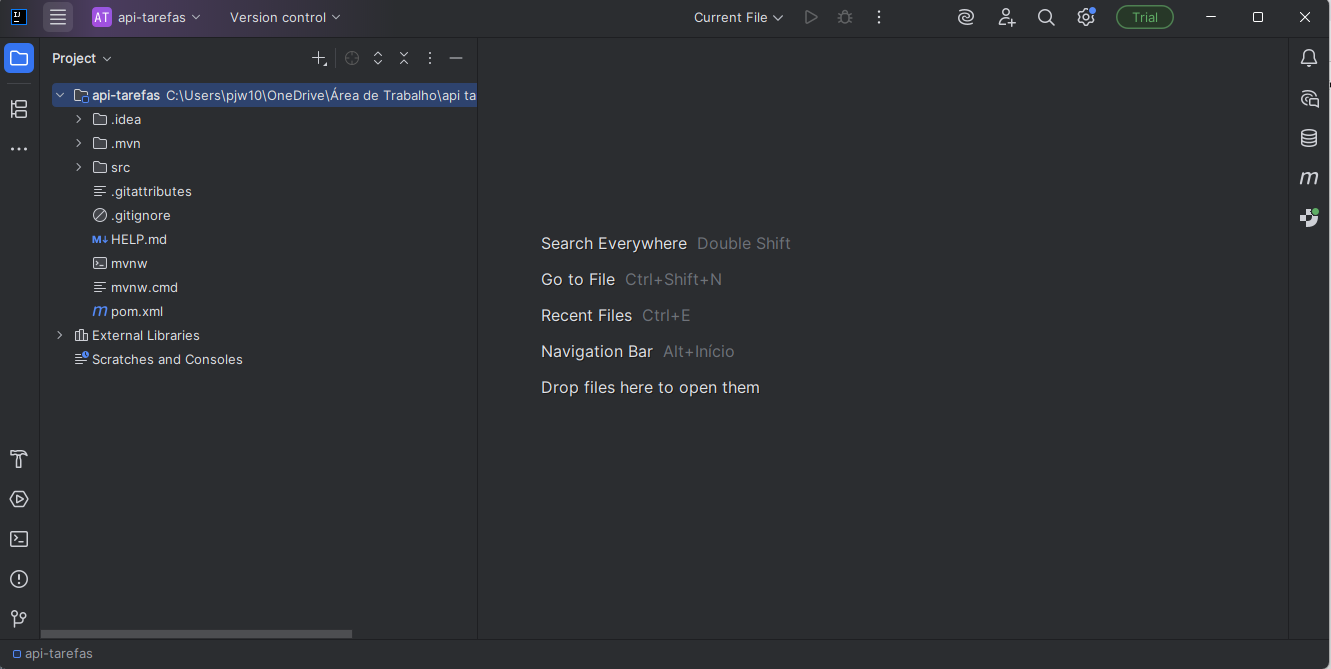 AT api-tarefas Version control Current File Trial
Project
api-tarefas C:\Users\pjw10\OneDrive\Área de Trabalho\api ta
.idea
.mvn
src
.gitattributes
.gitignore
M↓ HELP.md
mvnw
mvnw.cmd
m pom.xml
External Libraries
Scratches and Consoles
Search Everywhere Double Shift
Go to File Ctrl+Shift+N
Recent Files Ctrl+E
Navigation Bar Alt+Início
Drop files here to open them
api-tarefas